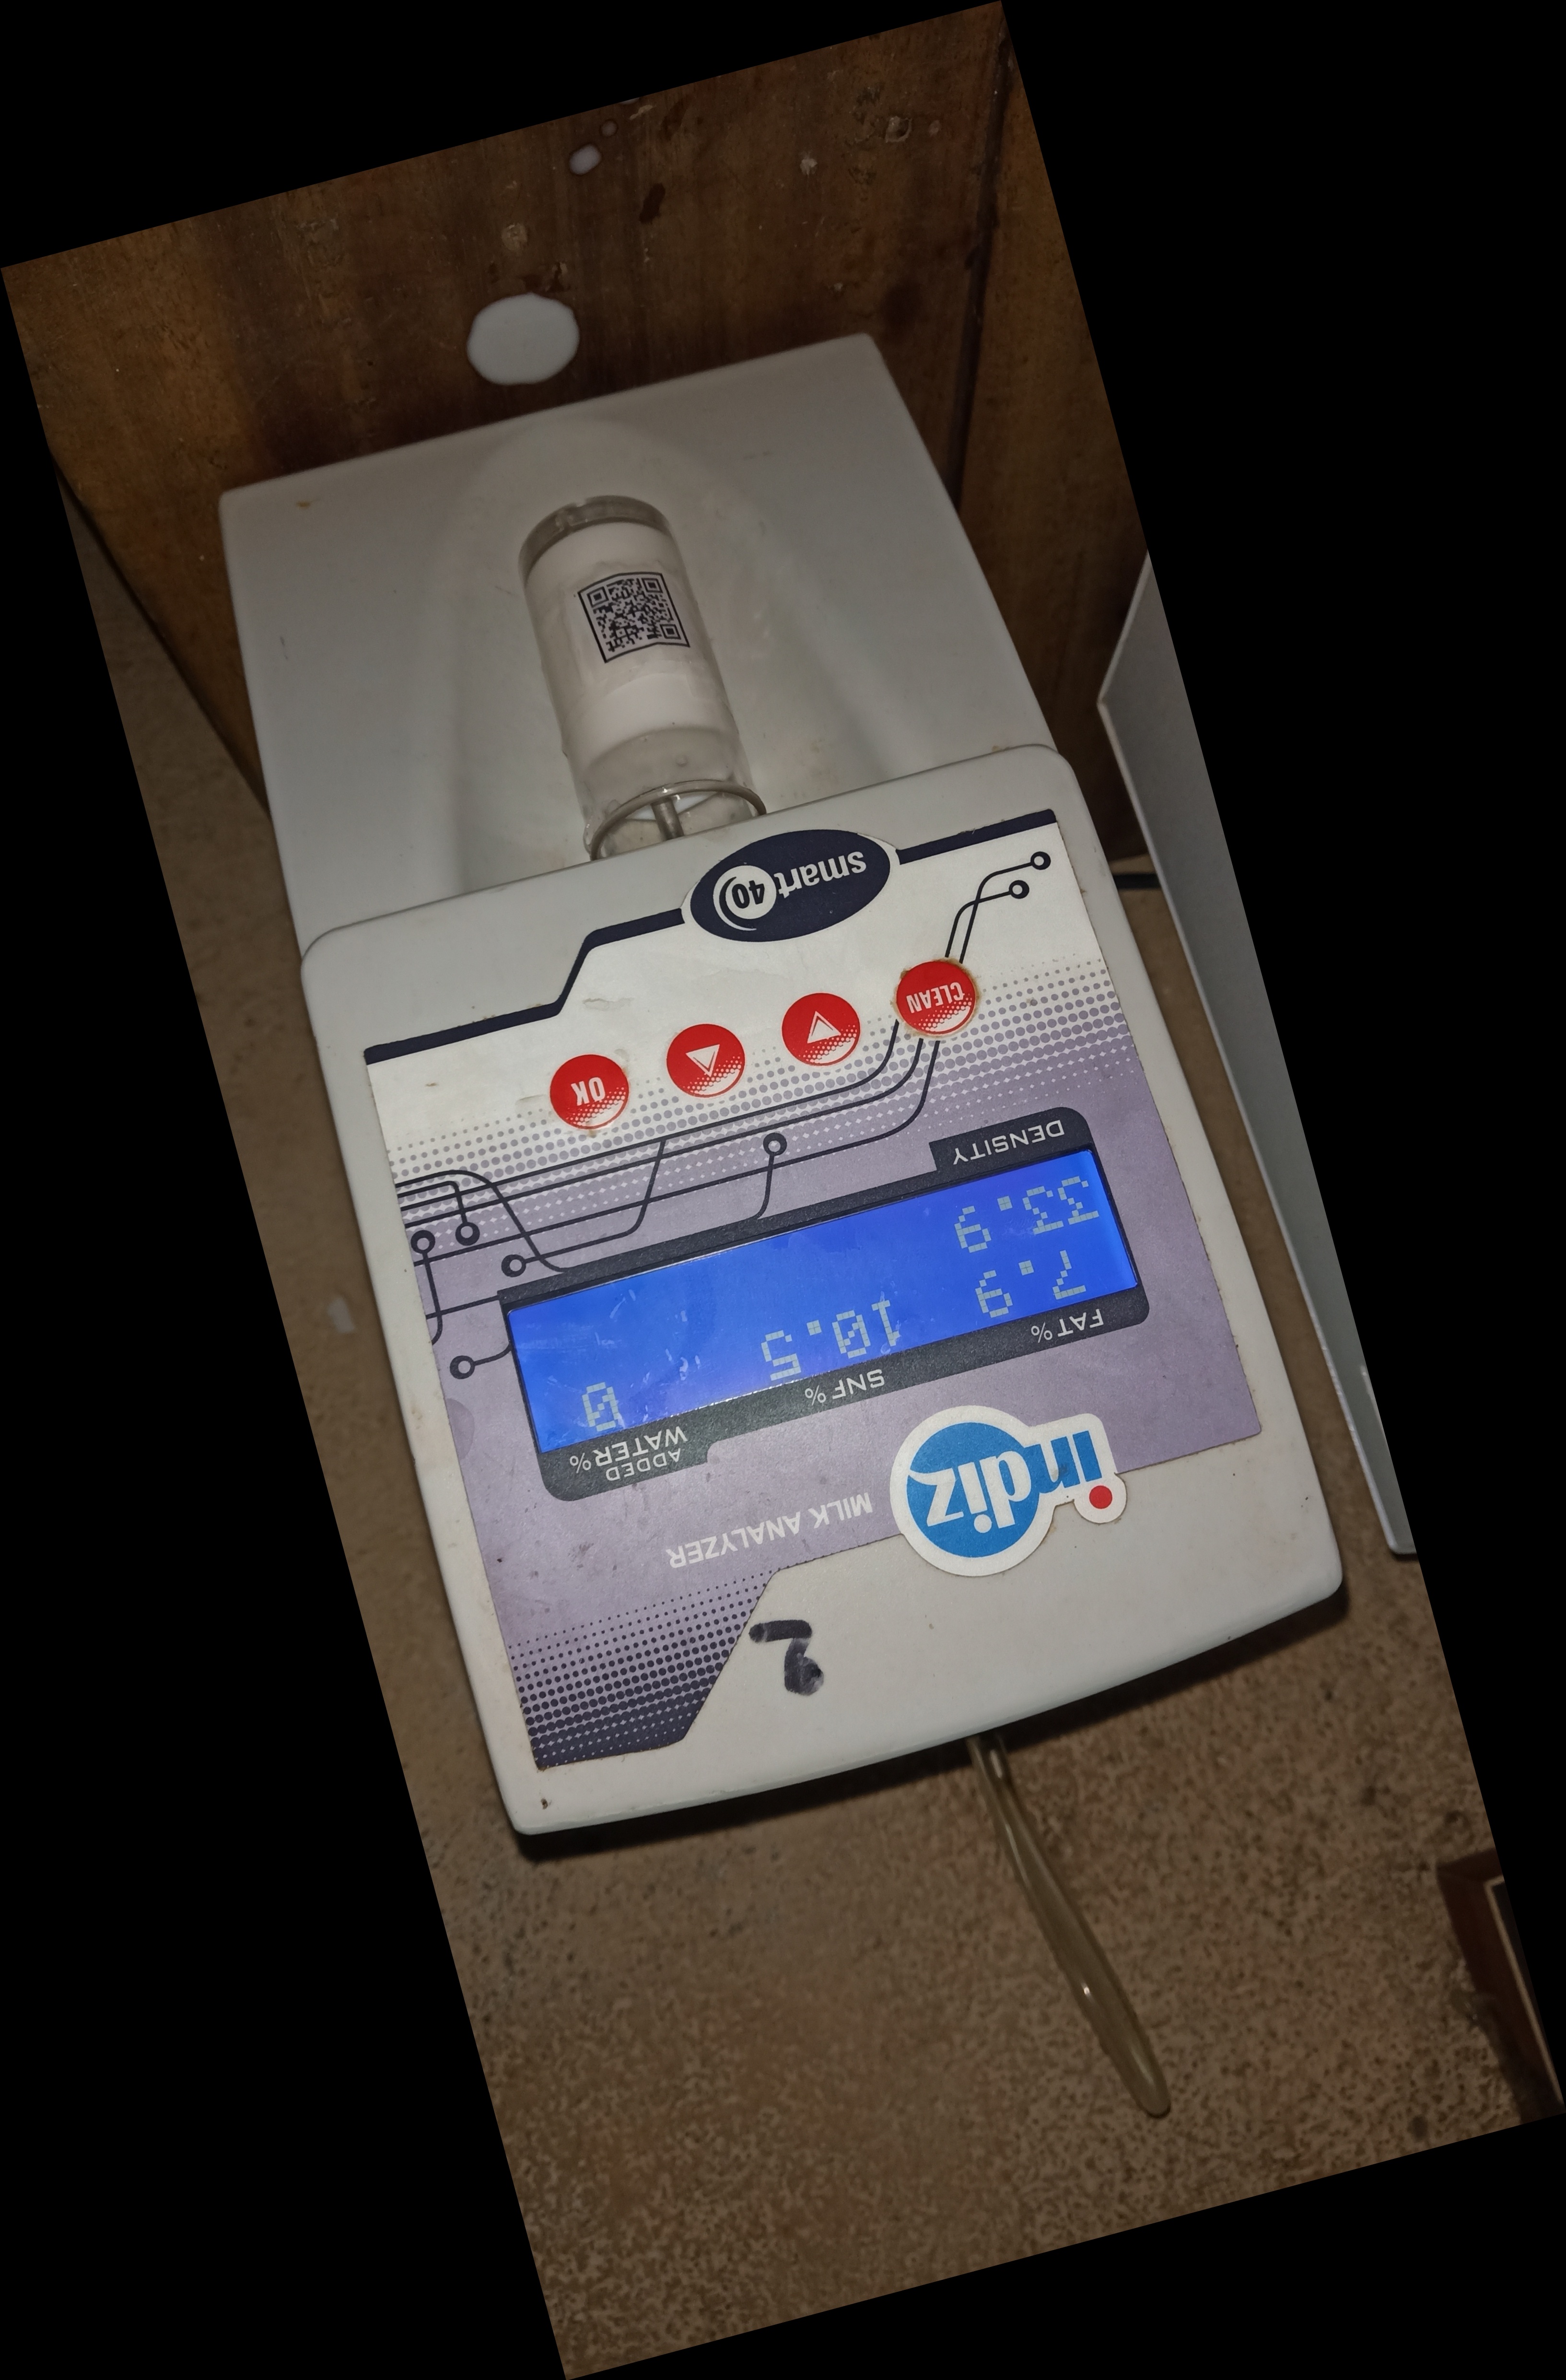 indiz
MILK ANALYZER
2
FAT%
SNF%
ADDED
WATER%
7.9 10.5 0
33.9
DENSITY
CLEAN
OK
smart 40